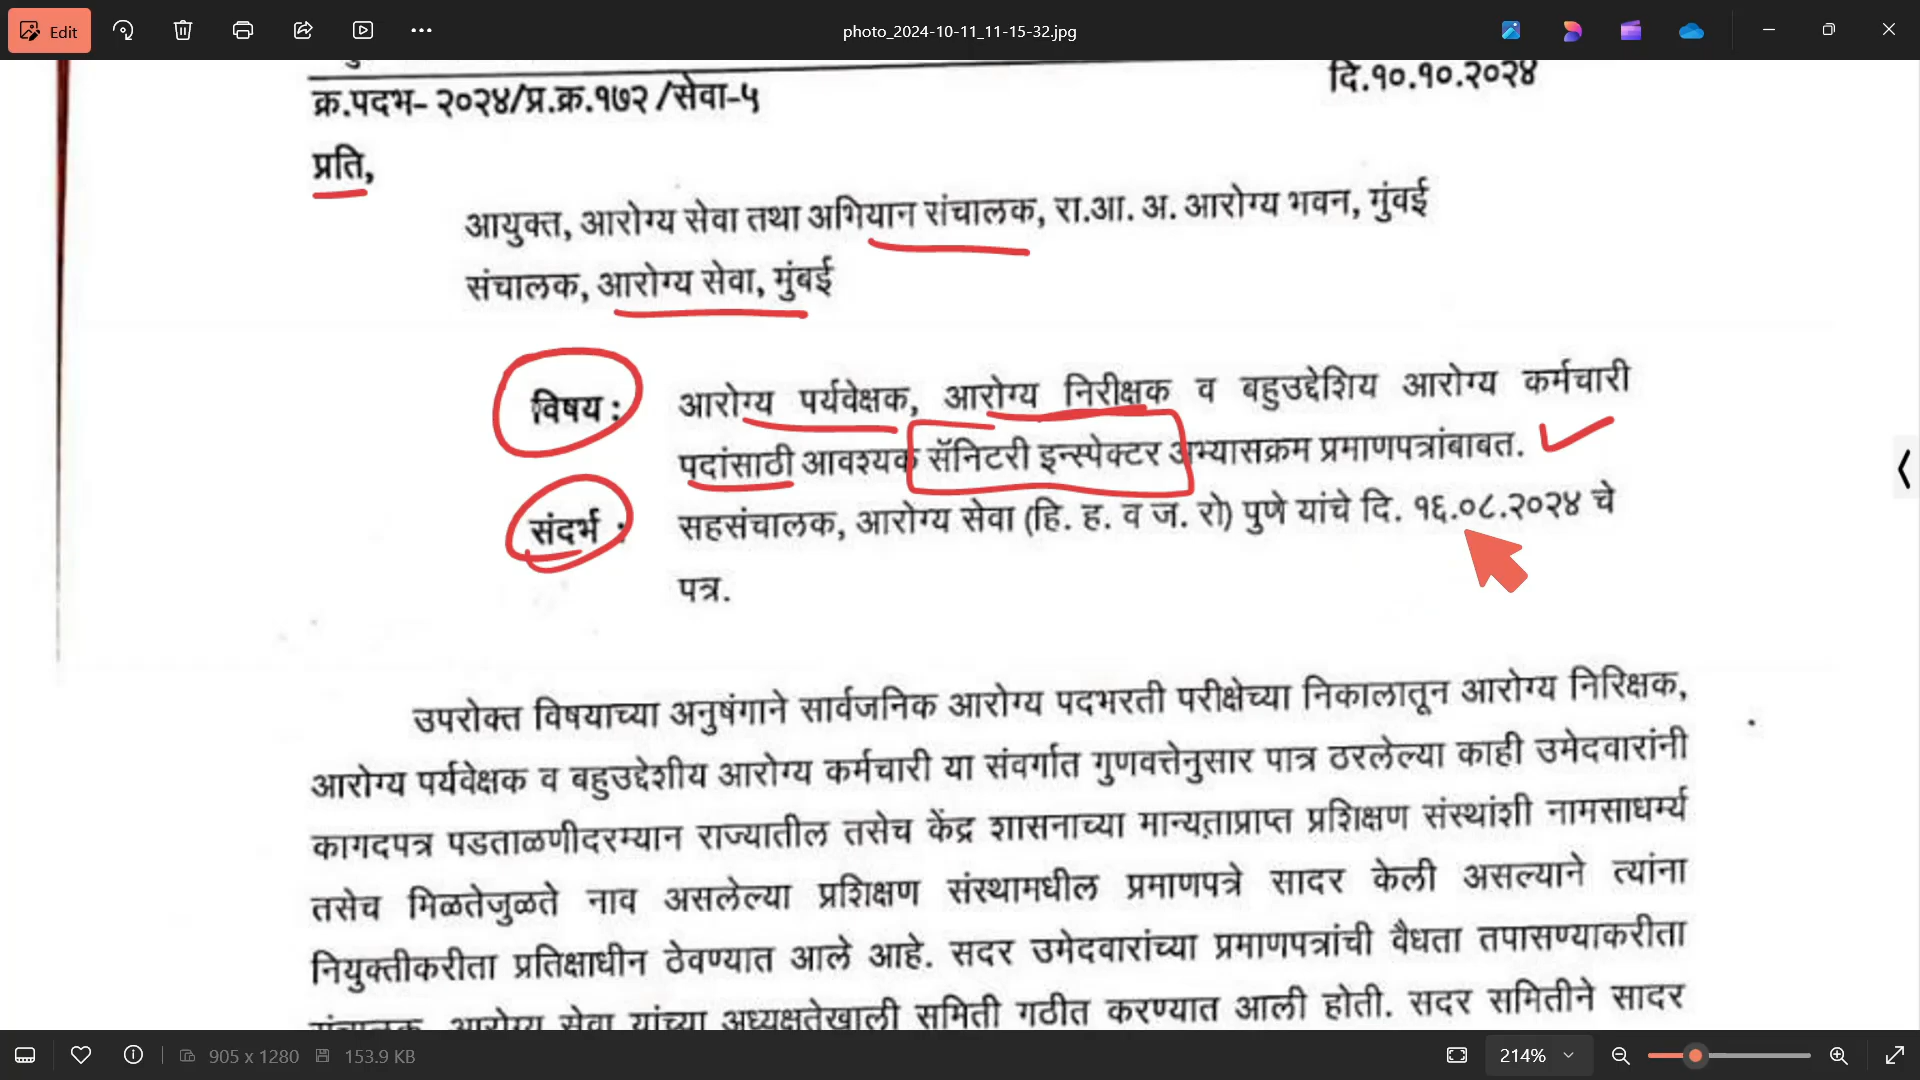 Edit
photo_2024-10-11_11-15-32.jpg
क्र.पदभ- २०२४/प्र.क्र.१७२ /सेवा-५
दि.१०.१०.२०२४
प्रति,
आयुक्त, आरोग्य सेवा तथा अभियान संचालक, रा.आ. अ. आरोग्य भवन, मुंवई
संचालक, आरोग्य सेवा, मुंबई
विषय : आरोग्य पर्यवेक्षक, आरोग्य निरीक्षक व बहुउद्देशिय आरोग्य कर्मचारी
पदांसाठी आवश्यक सॅनिटरी इन्स्पेक्टर अभ्यासक्रम प्रमाणपत्रांबाबत.
संदर्भ : सहसंचालक, आरोग्य सेवा (हि. ह. व ज. रो) पुणे यांचे दि. १६.०८.२०२४ चे
पत्र.
उपरोक्त विषयाच्या अनुषंगाने सार्वजनिक आरोग्य पदभरती परीक्षेच्या निकालातून आरोग्य निरिक्षक,
आरोग्य पर्यवेक्षक व बहुउद्देशीय आरोग्य कर्मचारी या संवर्गात गुणवत्तेनुसार पात्र ठरलेल्या काही उमेदवारांनी
कागदपत्र पडताळणीदरम्यान राज्यातील तसेच केंद्र शासनाच्या मान्यताप्राप्त प्रशिक्षण संस्थांशी नामसाधर्म्य
तसेच मिळतेजुळते नाव असलेल्या प्रशिक्षण संस्थामधील प्रमाणपत्रे सादर केली असल्याने त्यांना
नियुक्तीकरीता प्रतिक्षाधीन ठेवण्यात आले आहे. सदर उमेदवारांच्या प्रमाणपत्रांची वैधता तपासण्याकरीता
संचालक, आरोग्य सेवा यांच्या अध्यक्षतेखाली समिती गठीत करण्यात आली होती. सदर समितीने सादर
905 x 1280
153.9 KB
214%